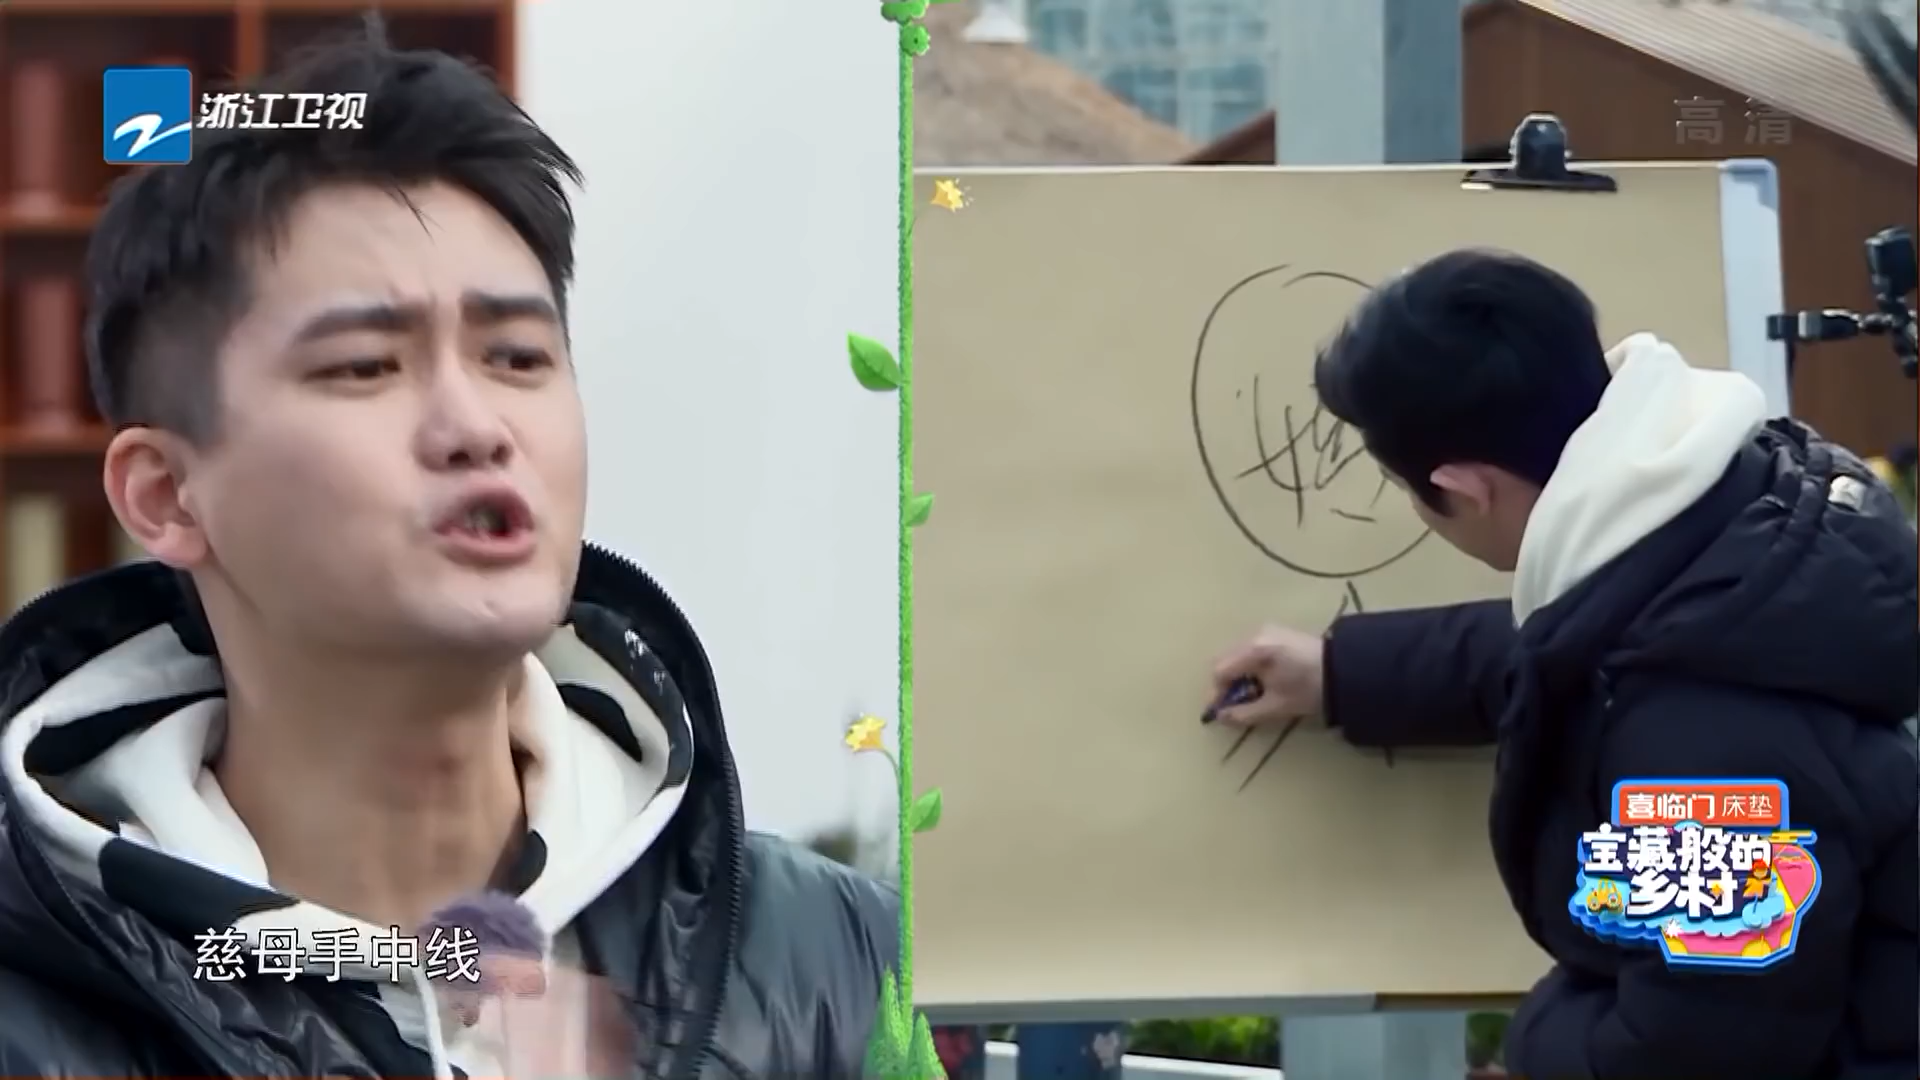 浙江卫视
高清
喜临门床垫
宝藏般的
乡村
慈母手中线